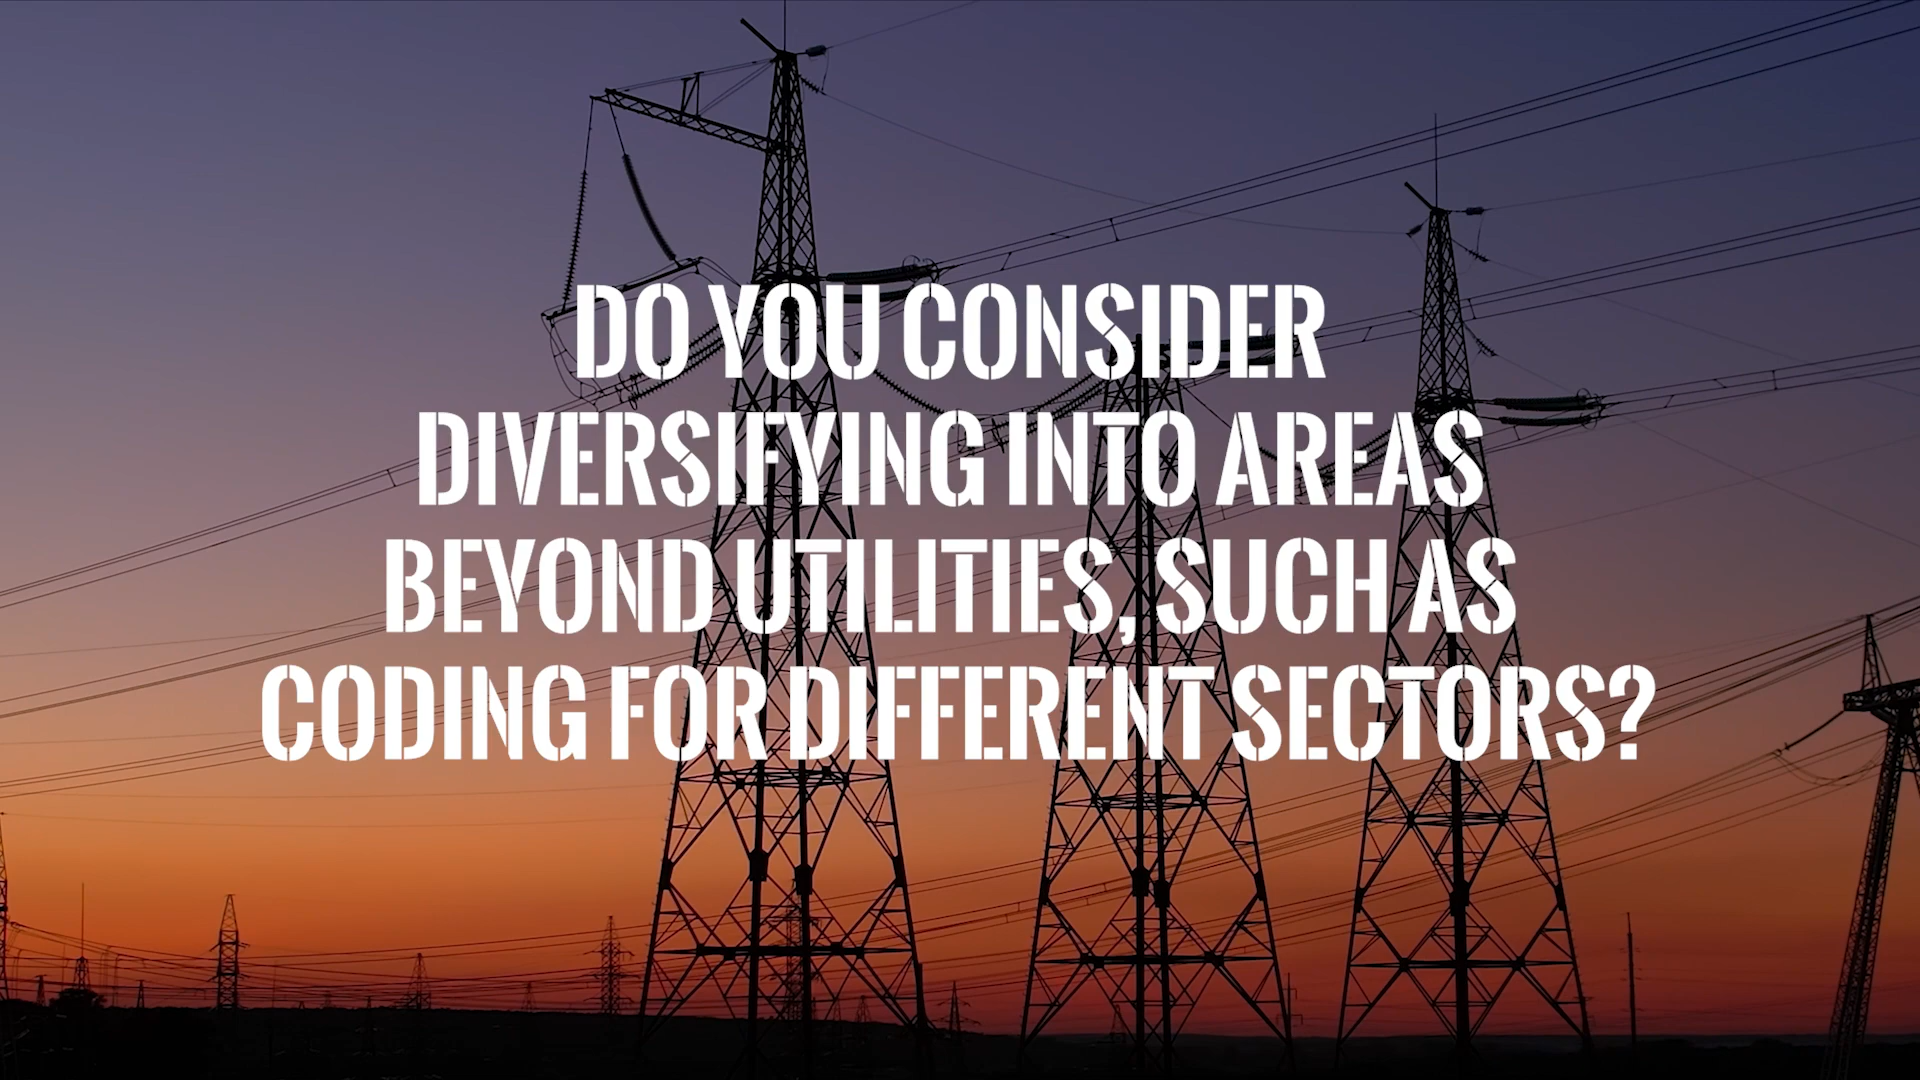 DO YOU CONSIDER
DIVERSIFYING INTO AREAS
BEYOND UTILITIES, SUCH AS
CODING FOR DIFFERENT SECTORS?